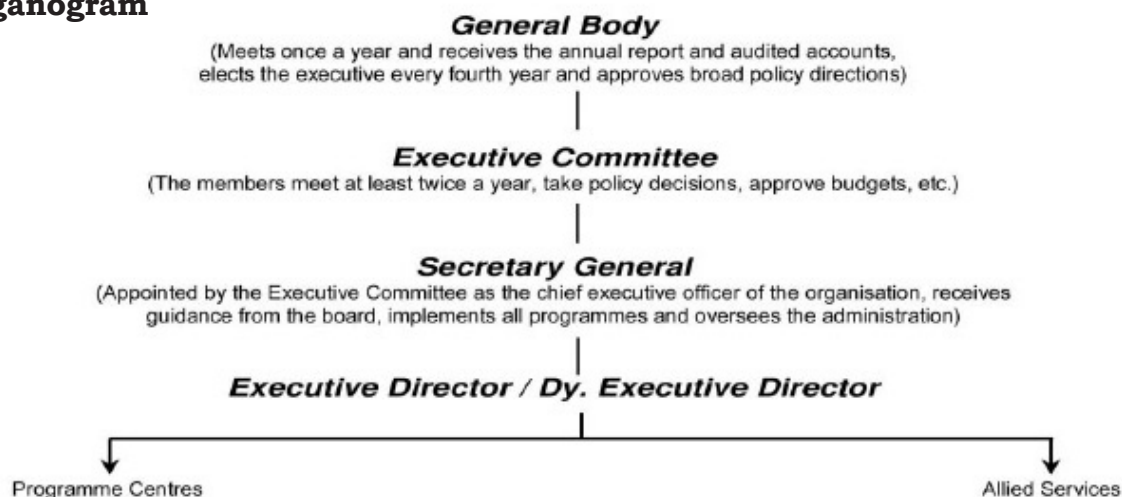 ganogram
General Body
(Meets once a year and receives the annual report and audited accounts,
elects the executive every fourth year and approves broad policy directions)
Executive Committee
(The members meet at least twice a year, take policy decisions, approve budgets, etc.)
Secretary General
(Appointed by the Executive Committee as the chief executive officer of the organisation, receives
guidance from the board, implements all programmes and oversees the administration)
Executive Director / Dy. Executive Director
Programme Centres
Allied Services